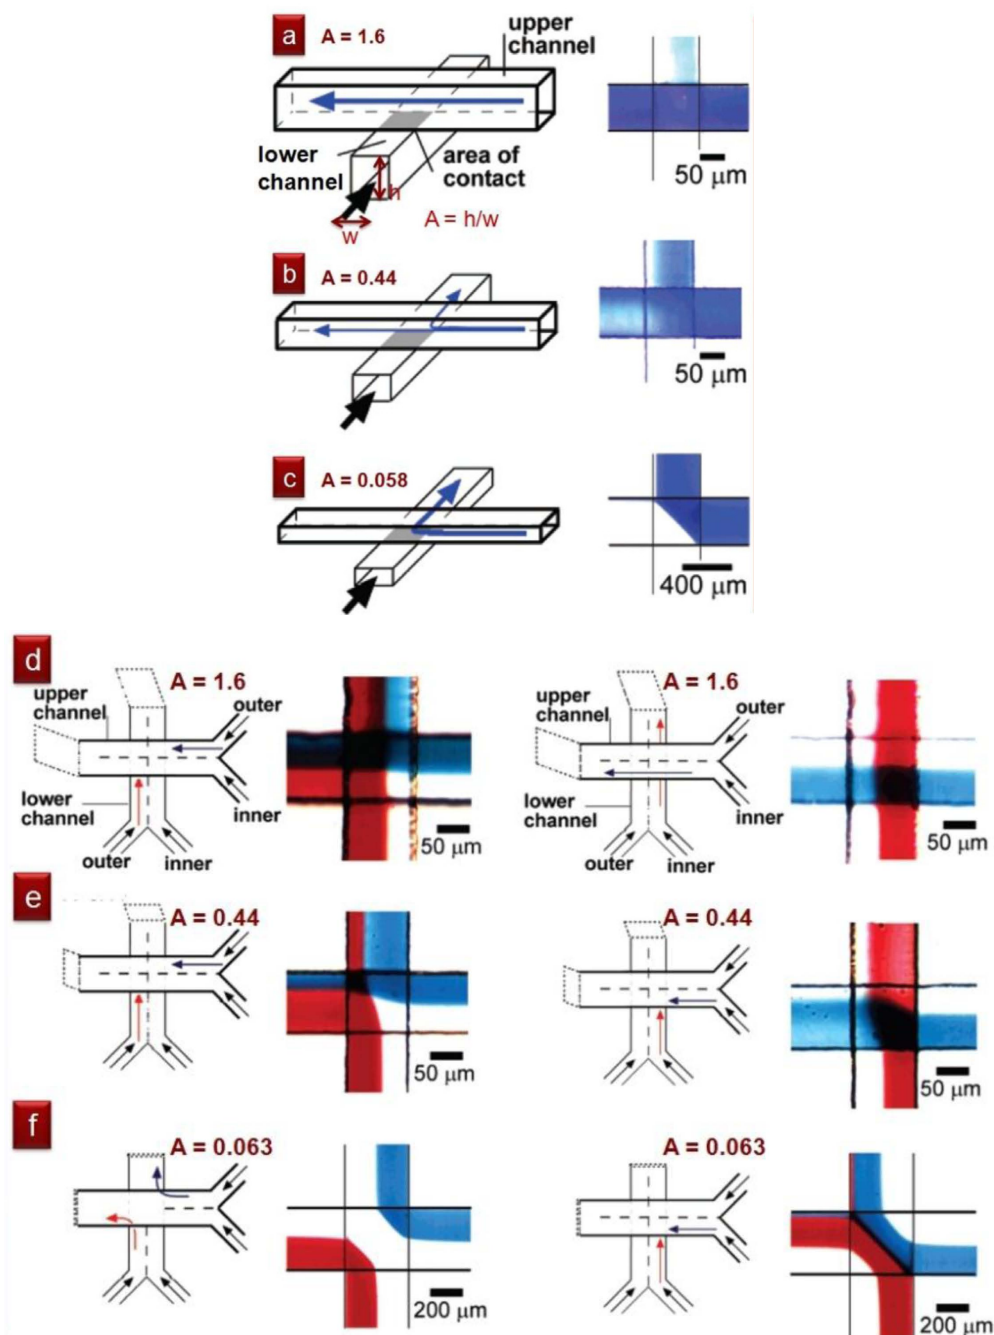 a
A = 1.6
upper
channel
lower
channel
area of
contact
h
w
A = h/w
50 μm
b
A = 0.44
50 μm
c
A = 0.058
400 μm
d
A = 1.6
upper
channel
outer
lower
channel
inner
outer
inner
50 μm
A = 1.6
upper
channel
outer
lower
channel
inner
outer
inner
50 μm
e
A = 0.44
50 μm
A = 0.44
50 μm
f
A = 0.063
200 μm
A = 0.063
200 μm